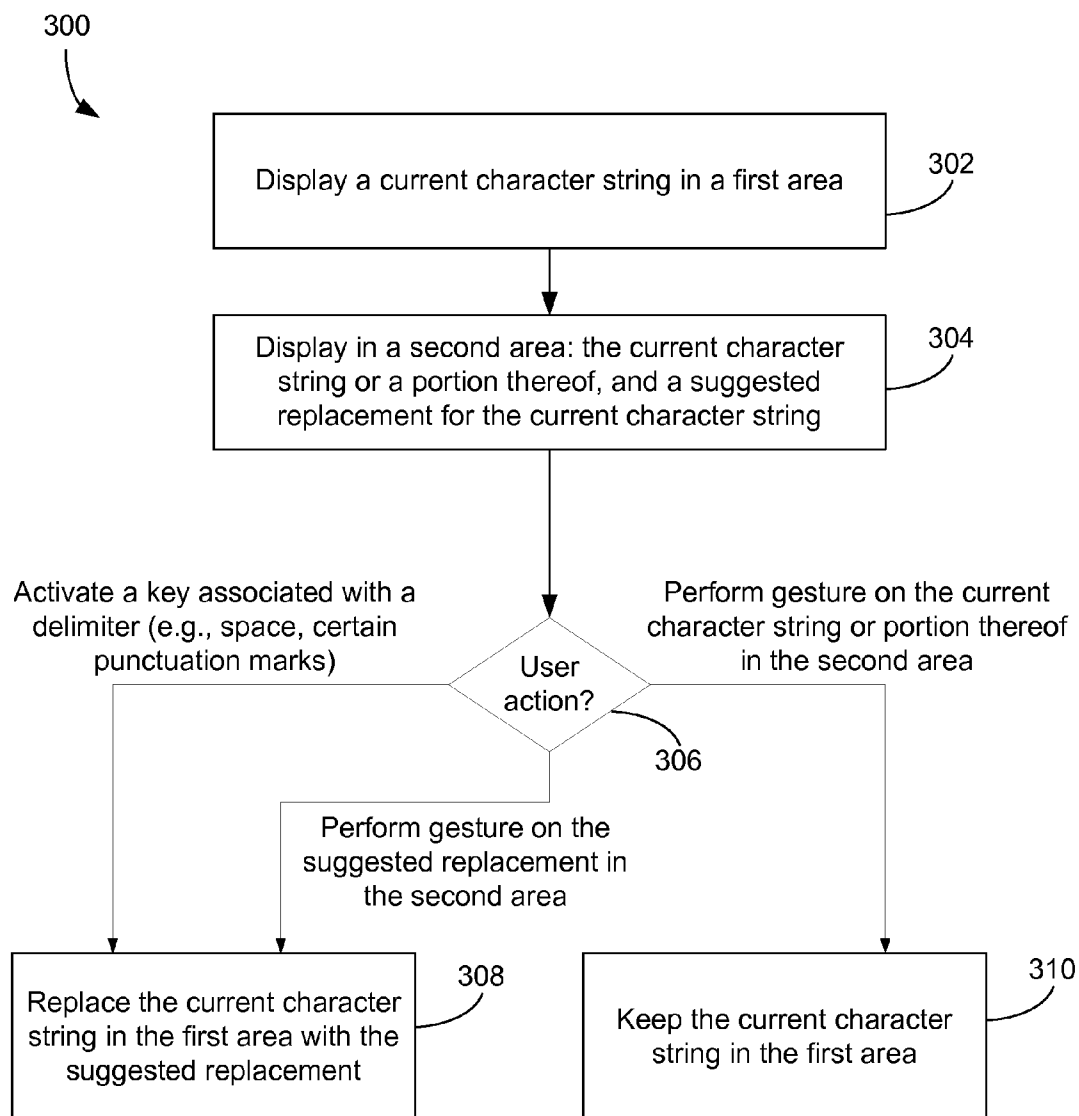 300
Display a current character string in a first area
302
Display in a second area: the current character
string or a portion thereof, and a suggested
replacement for the current character string
304
Activate a key associated with a
delimiter (e.g., space, certain
punctuation marks)
Perform gesture on the current
character string or portion thereof
in the second area
User
action?
306
Perform gesture on the
suggested replacement in
the second area
Replace the current character
string in the first area with the
suggested replacement
308
Keep the current character
string in the first area
310